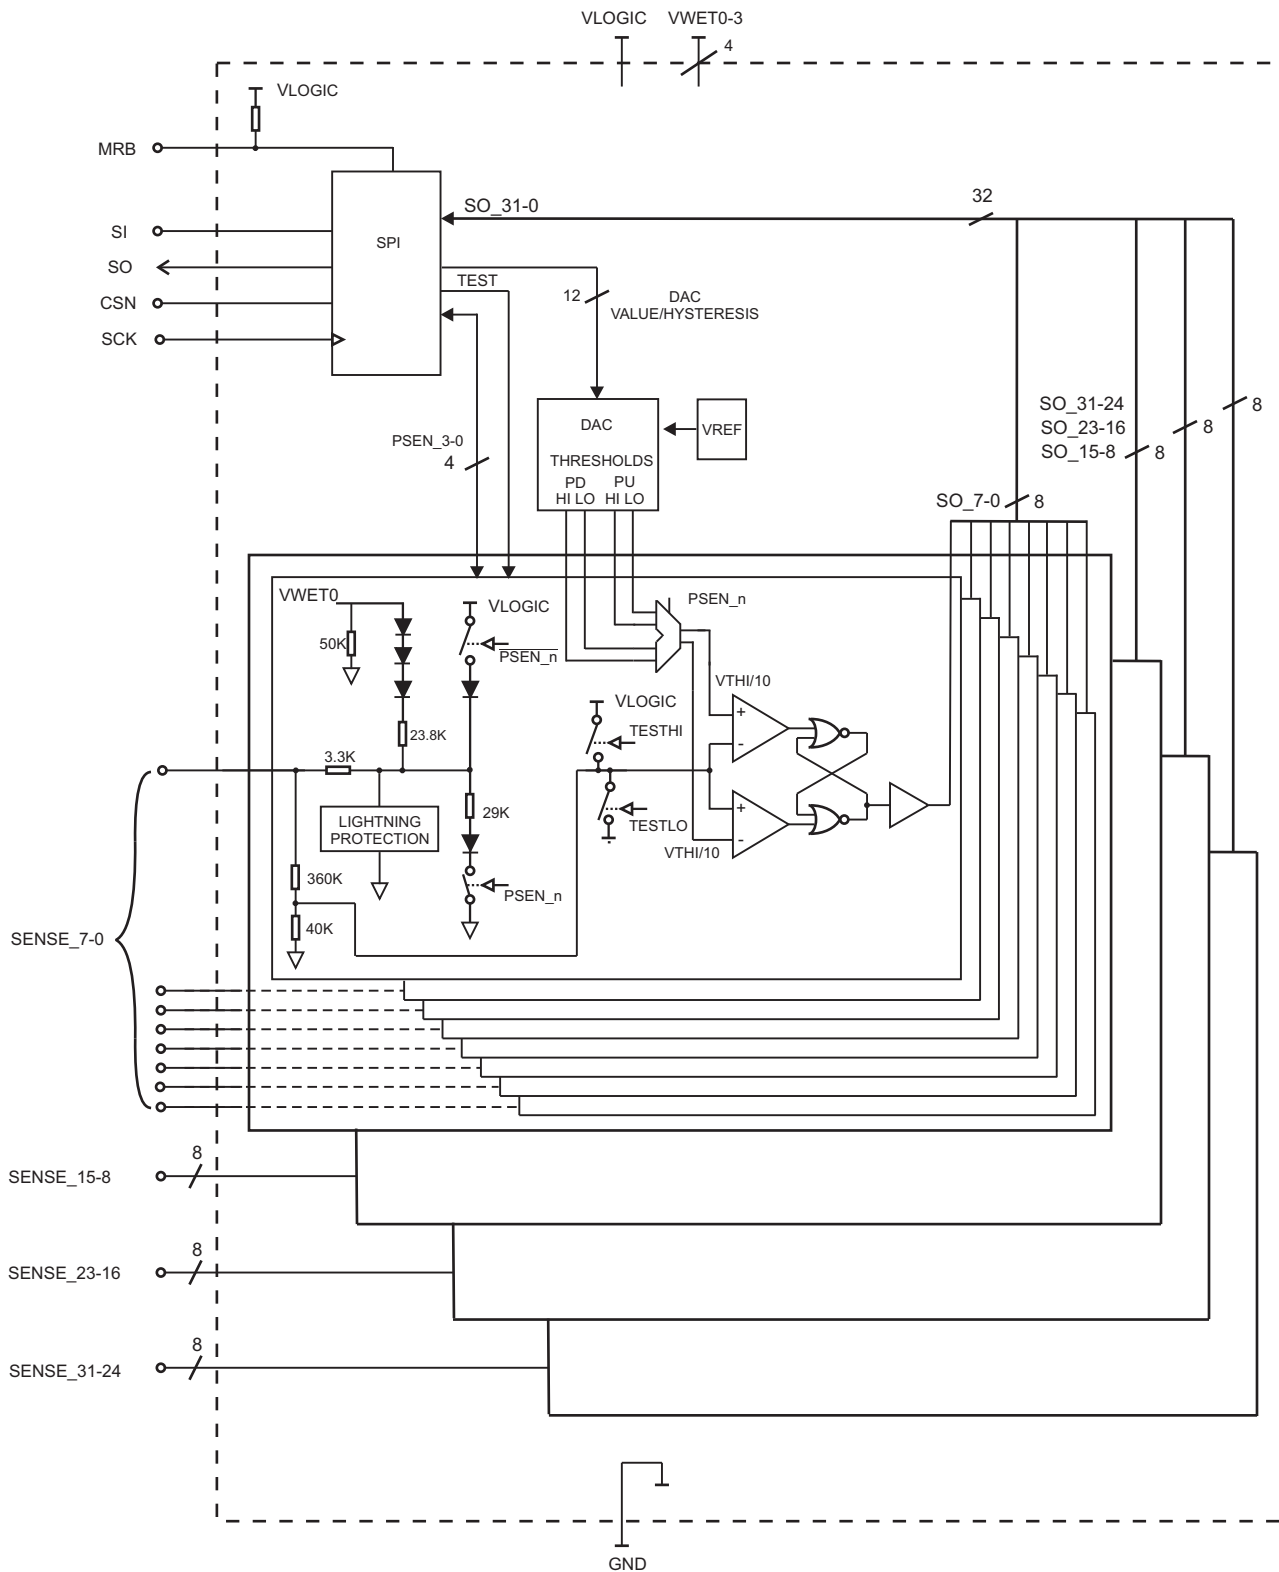 VLOGIC VWET0-3
4
VLOGIC
MRB
SO_31-0
32
SI
SPI
SO
TEST
12
DAC
VALUE/HYSTERESIS
CSN
SCK
DAC
VREF
SO_31-24
8
SO_23-16
8
SO_15-8
8
PSEN_3-0
4
THRESHOLDS
PD PU
HI LO HI LO
SO_7-0
8
VWET0
VLOGIC
PSEN_n
50K
PSEN_n
VTHI/10
VLOGIC
+
23.8K
TESTHI
-
3.3K
LIGHTNING
PROTECTION
29K
TESTLO
+
-
VTHI/10
360K
PSEN_n
40K
SENSE_7-0
8
SENSE_15-8
8
SENSE_23-16
8
SENSE_31-24
GND